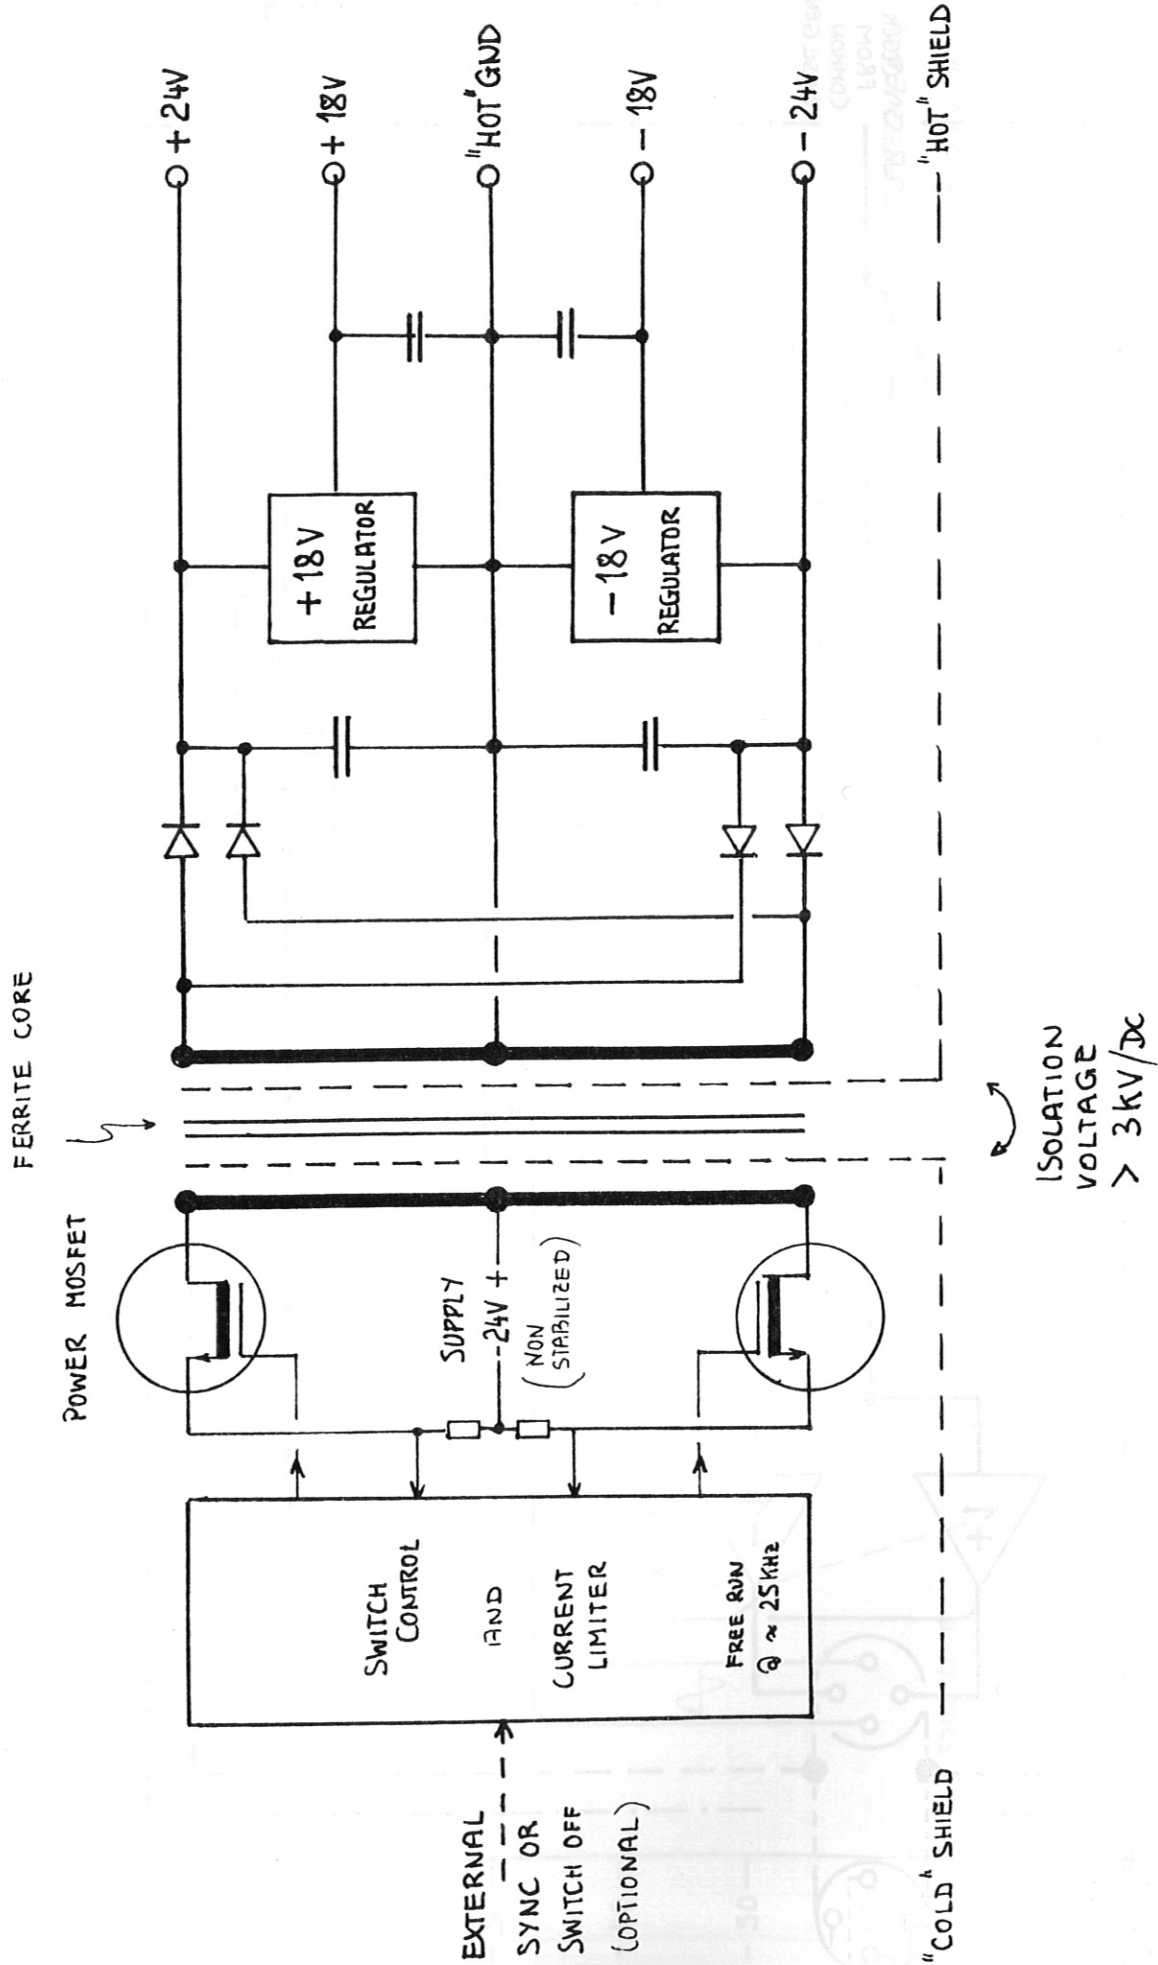 FERRITE CORE
POWER MOSFET
EXTERNAL
SYNC OR
SWITCH OFF
(OPTIONAL)
SWITCH
CONTROL
AND
CURRENT
LIMITER
FREE RUN
@ ≈ 25KHz
SUPPLY
-24V +
(NON
STABILIZED)
+18V
REGULATOR
-18V
REGULATOR
+24V
+18V
"HOT" GND
-18V
-24V
"HOT" SHIELD
"COLD" SHIELD
ISOLATION
VOLTAGE
> 3kV/DC